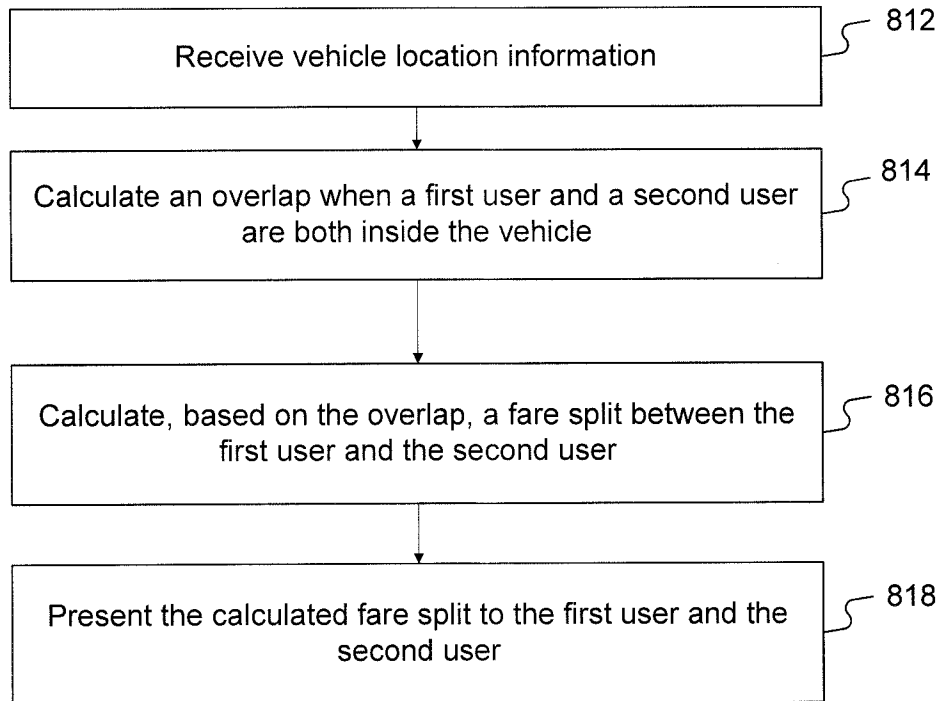 812
Receive vehicle location information
814
Calculate an overlap when a first user and a second user
are both inside the vehicle
816
Calculate, based on the overlap, a fare split between the
first user and the second user
818
Present the calculated fare split to the first user and the
second user